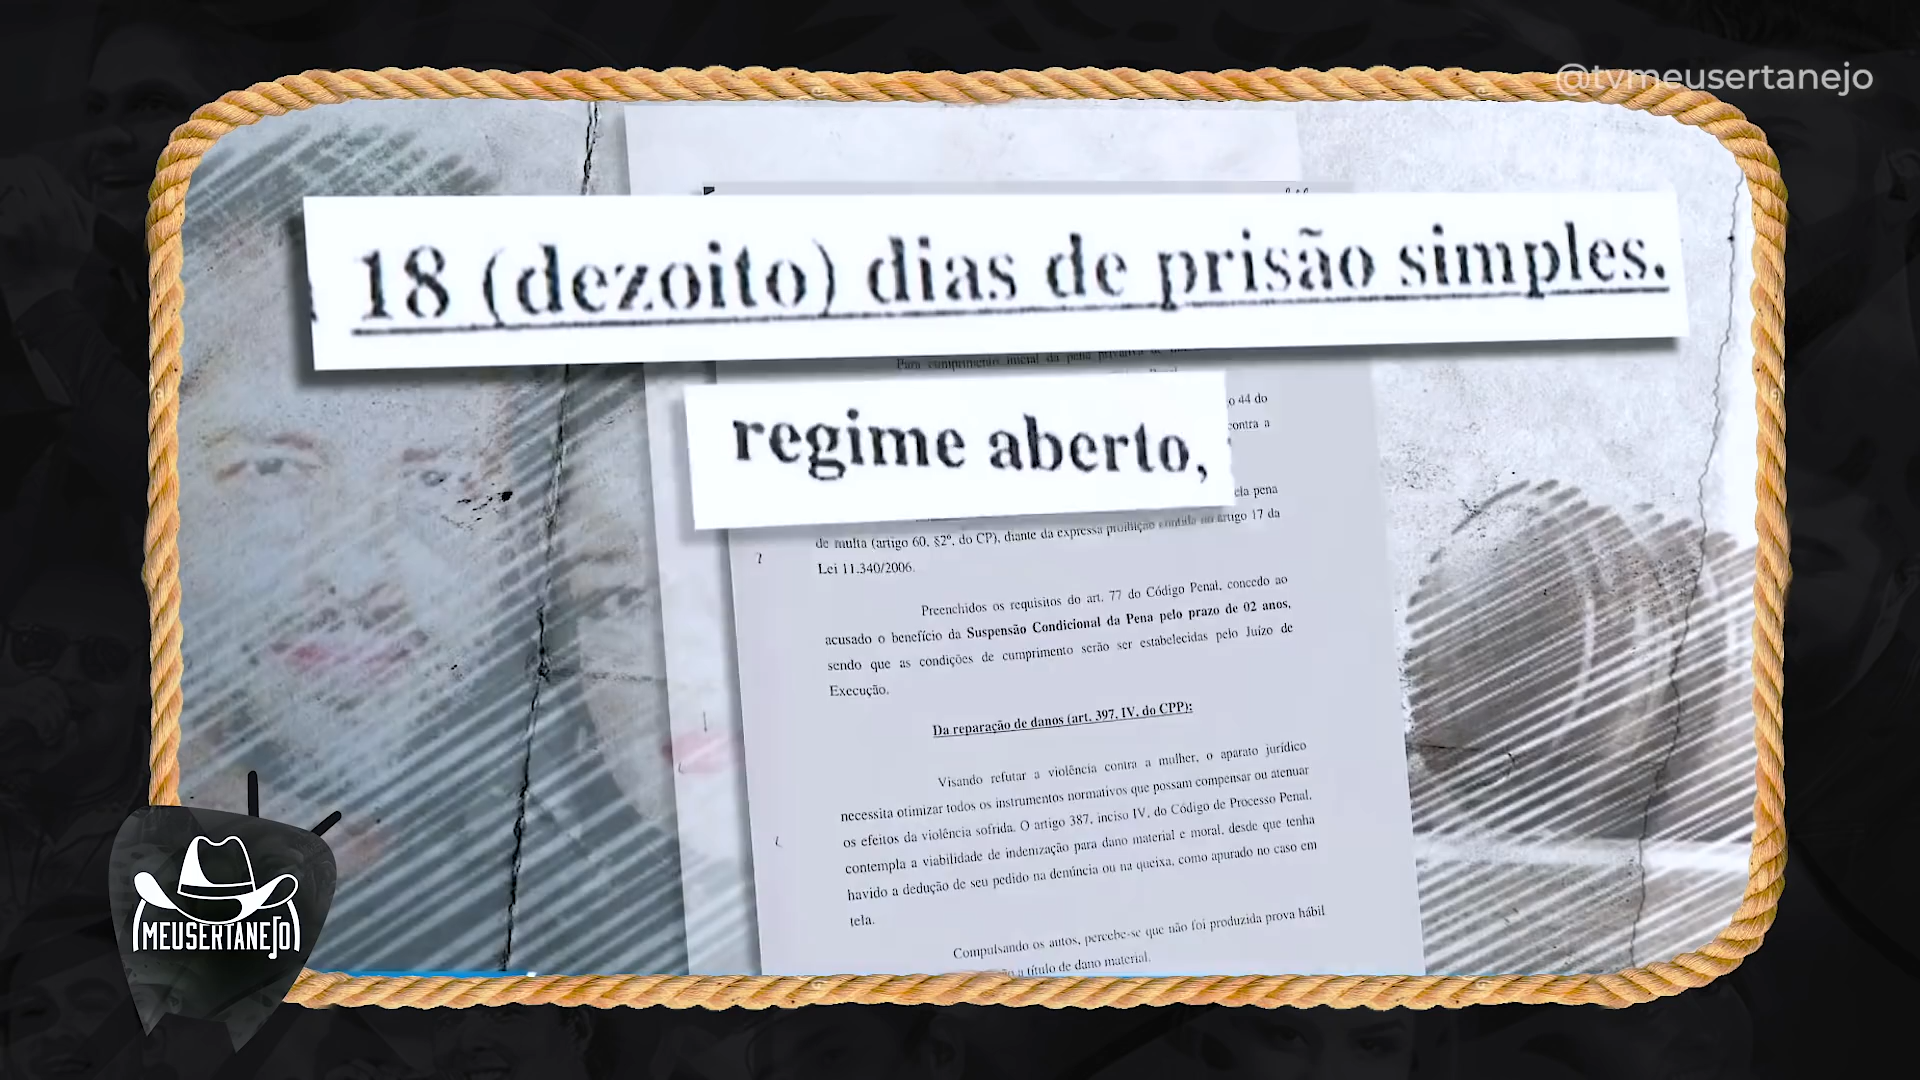 @tvmeusertanejo
18 (dezoito) dias de prisão simples.
Para cumprimento inicial da pena privativa de
regime aberto,
o 44 do
contra a
ela pena
de multa (artigo 60, §2º, do CP), diante da expressa proibição contida no artigo 17 da
Lei 11.340/2006.
Preenchidos os requisitos do art. 77 do Código Penal, concedo ao
acusado o benefício da Suspensão Condicional da Pena pelo prazo de 02 anos,
sendo que as condições de cumprimento serão ser estabelecidas pelo Juízo de
Execução.
Da reparação de danos (art. 397, IV, do CPP):
Visando refutar a violência contra a mulher, o aparato jurídico
necessita otimizar todos os instrumentos normativos que possam compensar ou atenuar
os efeitos da violência sofrida. O artigo 387, inciso IV, do Código de Processo Penal,
contempla a viabilidade de indenização para dano material e moral, desde que tenha
havido a dedução de seu pedido na denúncia ou na queixa, como apurado no caso em
tela.
Compulsando os autos, percebe-se que não foi produzida prova hábil
a título de dano material.
MEUSERTANEJO